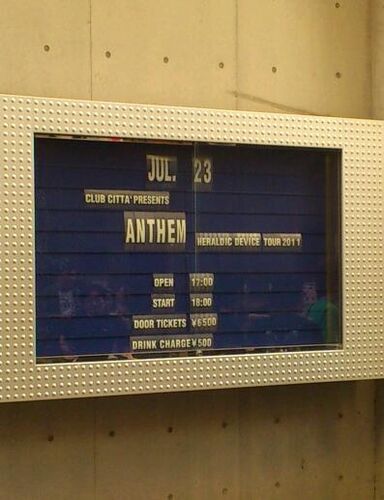 JUL. 23
CLUB CITTA' PRESENTS
ANTHEM HERALDIC DEVICE TOUR 2011
OPEN 17:00
START 18:00
DOOR TICKETS ¥6500
DRINK CHARGE ¥500